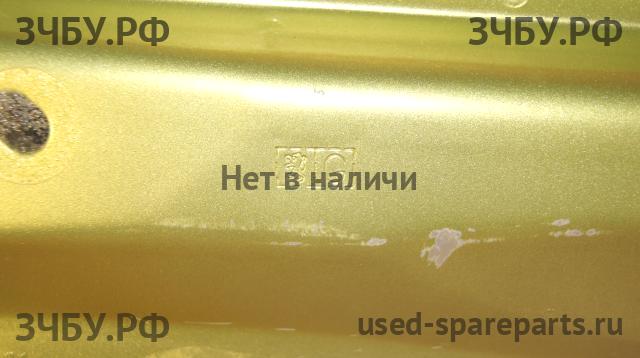 ЗЧБУ.РФ ЗЧБУ.РФ
Нет в наличи
ЗЧБУ.РФ used-spareparts.ru